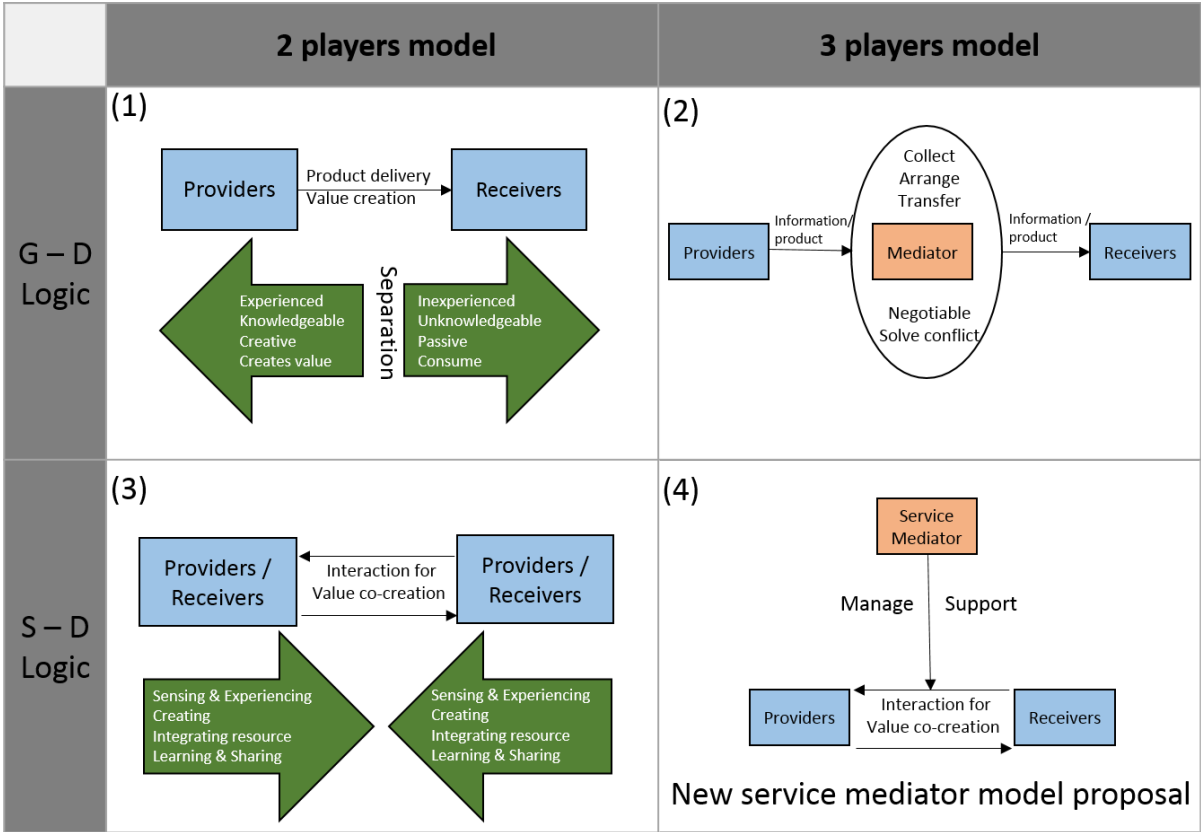 2 players model
3 players model
G – D
Logic
(1)
Providers
Product delivery
Value creation
Receivers
Experienced
Knowledgeable
Creative
Creates value
Separation
Inexperienced
Unknowledgeable
Passive
Consume
(2)
Providers
Information/
product
Collect
Arrange
Transfer
Mediator
Negotiable
Solve conflict
Information /
product
Receivers
S – D
Logic
(3)
Providers /
Receivers
Interaction for
Value co-creation
Providers /
Receivers
Sensing & Experiencing
Creating
Integrating resource
Learning & Sharing
Sensing & Experiencing
Creating
Integrating resource
Learning & Sharing
(4)
Service
Mediator
Manage
Support
Providers
Interaction for
Value co-creation
Receivers
New service mediator model proposal